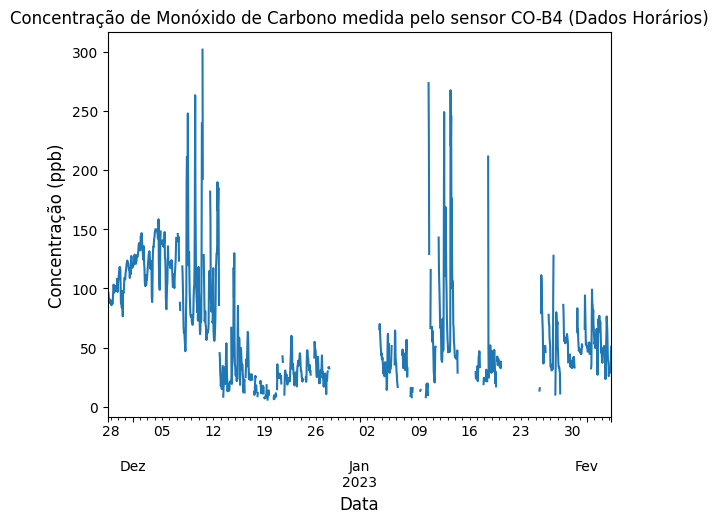 Concentração de Monóxido de Carbono medida pelo sensor CO-B4 (Dados Horários)
300
250
200
150
100
50
0
Concentração (ppb)
28 05 12 19 26 02 09 16 23 30
Dez Jan Fev
2023
Data